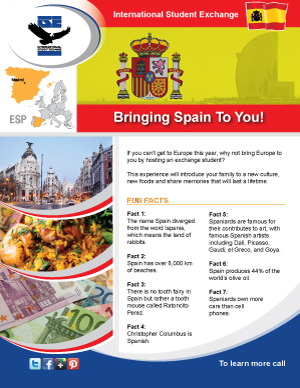 International Student Exchange
ISE
Madrid
ESP
Bringing Spain To You!
If you can't get to Europe this year, why not bring Europe to
you by hosting an exchange student?
This experience will introduce your family to a new culture,
new foods and share memories that will last a lifetime.
FUN FACTS
Fact 1:
The name Spain diverged
from the word Ispania,
which means the land of
rabbits.
Fact 2:
Spain has over 8,000 km
of beaches.
Fact 3:
There is no tooth fairy in
Spain but rather a tooth
mouse called Ratoncito
Perez.
Fact 4:
Christopher Columbus is
Spanish.
Fact 5:
Spaniards are famous for
their contributes to art, with
famous Spanish artists
including Dali, Picasso,
Gaudi, el Greco, and Goya.
Fact 6:
Spain produces 44% of the
world's olive oil.
Fact 7:
Spaniards own more
cars than cell
phones.
To learn more call